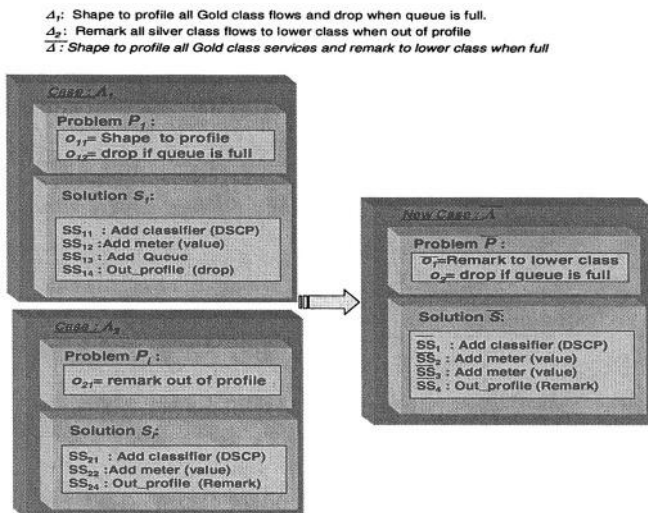 Δ₁: Shape to profile all Gold class flows and drop when queue is full.
Δ₂: Remark all silver class flows to lower class when out of profile
Δ̅: Shape to profile all Gold class services and remark to lower class when full
Case: Δ₁
Problem P₁:
o₁₁= Shape to profile
o₁₂= drop if queue is full
Solution S₁:
SS₁₁ : Add classifier (DSCP)
SS₁₂ :Add meter (value)
SS₁₃ : Add Queue
SS₁₄ : Out_profile (drop)
Case: Δ₂
Problem Pᵢ:
o₂₁= remark out of profile
Solution Sᵢ:
SS₂₁ : Add classifier (DSCP)
SS₂₂ :Add meter (value)
SS₂₄ : Out_profile (Remark)
New Case: Δ̅
Problem P̅ :
o̅₁=Remark to lower class
o₂= drop if queue is full
Solution S̅:
S̅S̅₁ : Add classifier (DSCP)
S̅S̅₂ : Add meter (value)
S̅S̅₃ : Add meter (value)
SS₄ : Out_profile (Remark)